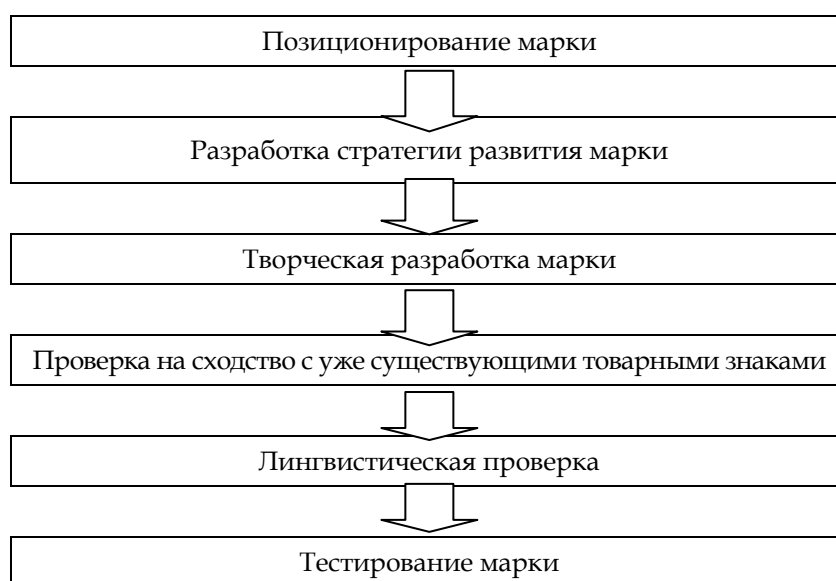 Позиционирование марки
Разработка стратегии развития марки
Творческая разработка марки
Проверка на сходство с уже существующими товарными знаками
Лингвистическая проверка
Тестирование марки